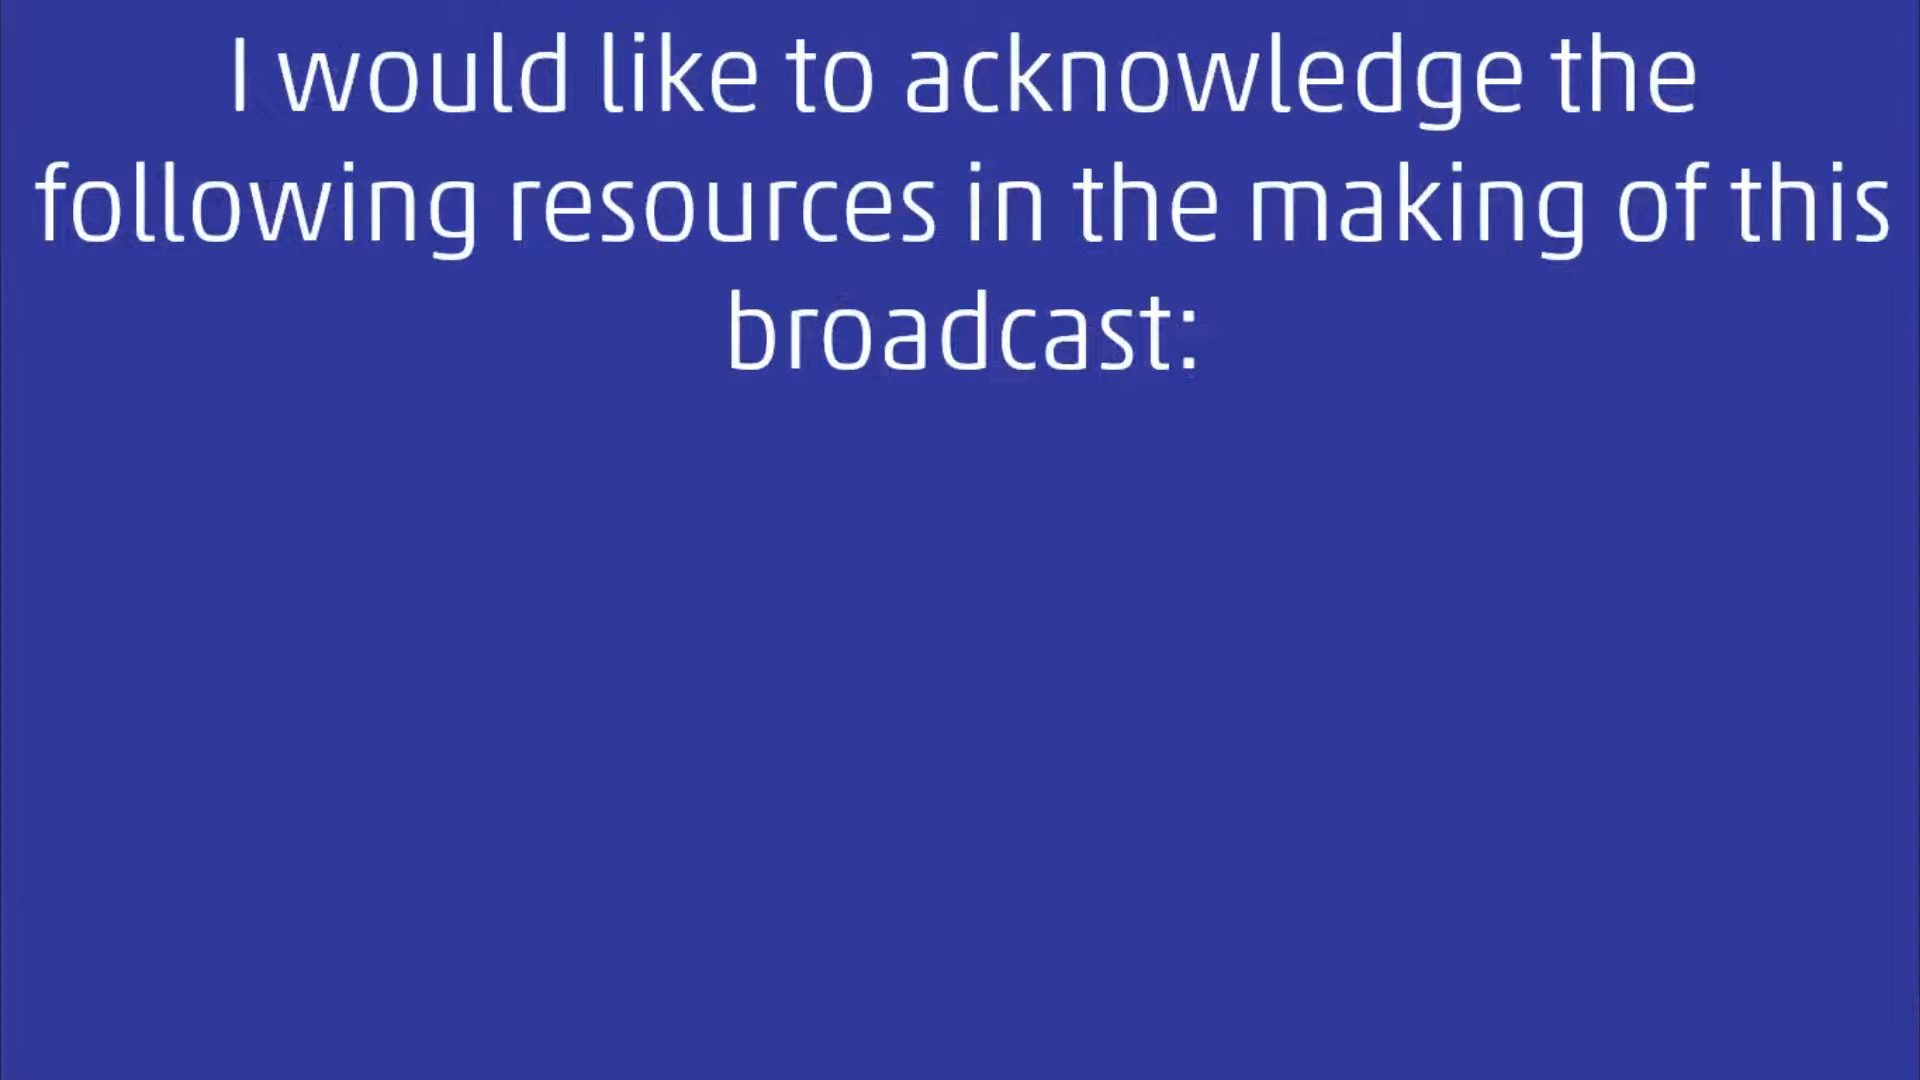 I would like to acknowledge the
following resources in the making of this
broadcast: